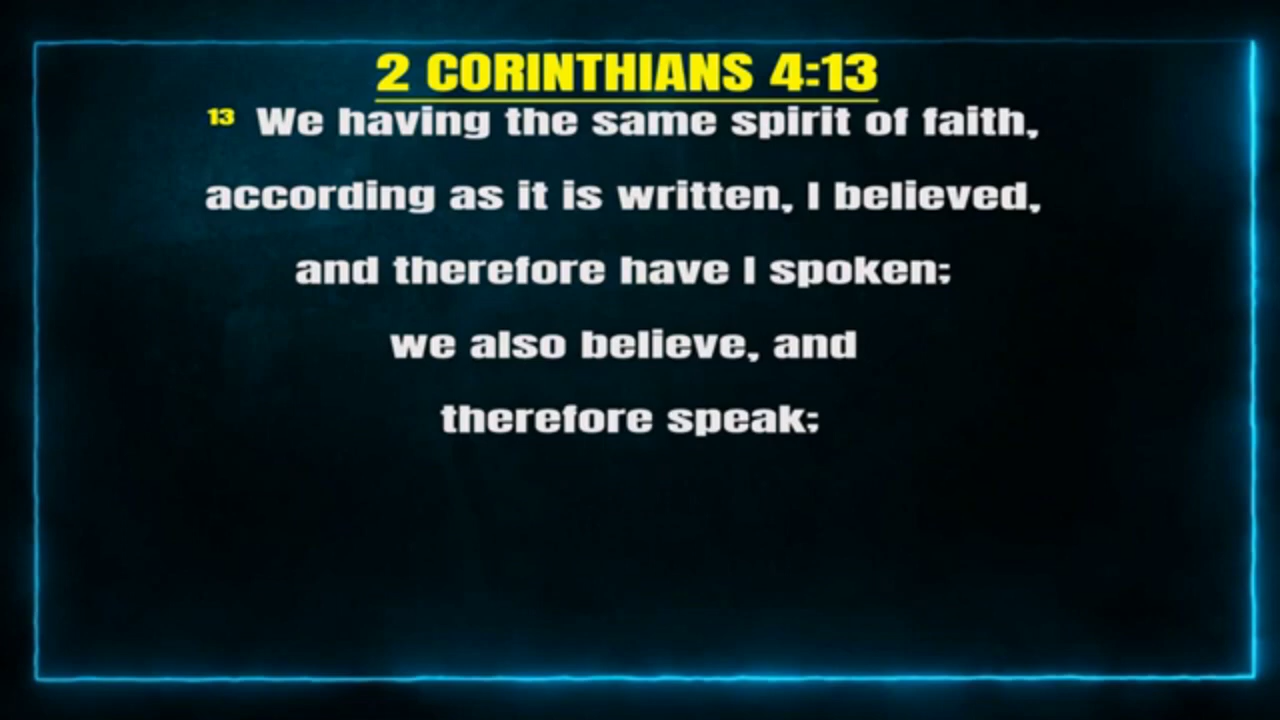 2 CORINTHIANS 4:13
13 We having the same spirit of faith,
according as it is written, I believed,
and therefore have I spoken;
we also believe, and
therefore speak;